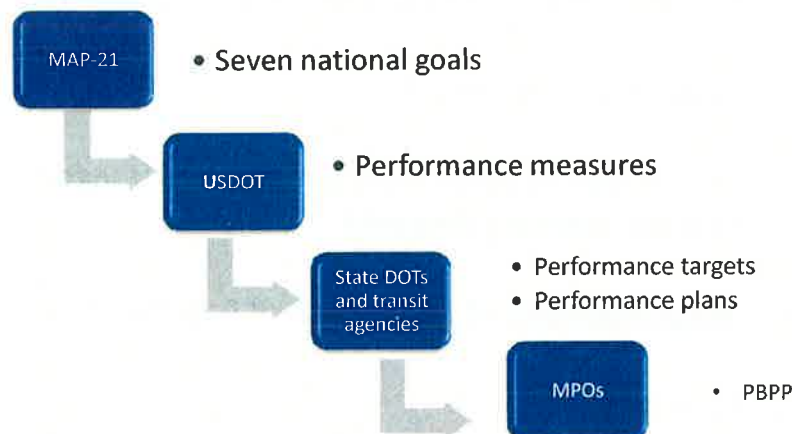 MAP-21
• Seven national goals
USDOT
• Performance measures
State DOTs
and transit
agencies
• Performance targets
• Performance plans
MPOs
• PBPP